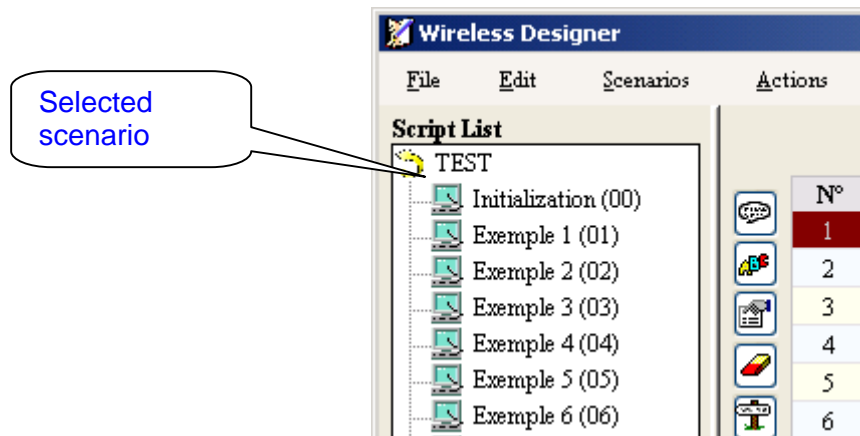 Wireless Designer
File Edit Scenarios Actions
Selected
scenario
Script List
TEST
Initialization (00)
Exemple 1 (01)
Exemple 2 (02)
Exemple 3 (03)
Exemple 4 (04)
Exemple 5 (05)
Exemple 6 (06)
N°
1
2
3
4
5
6
ABC